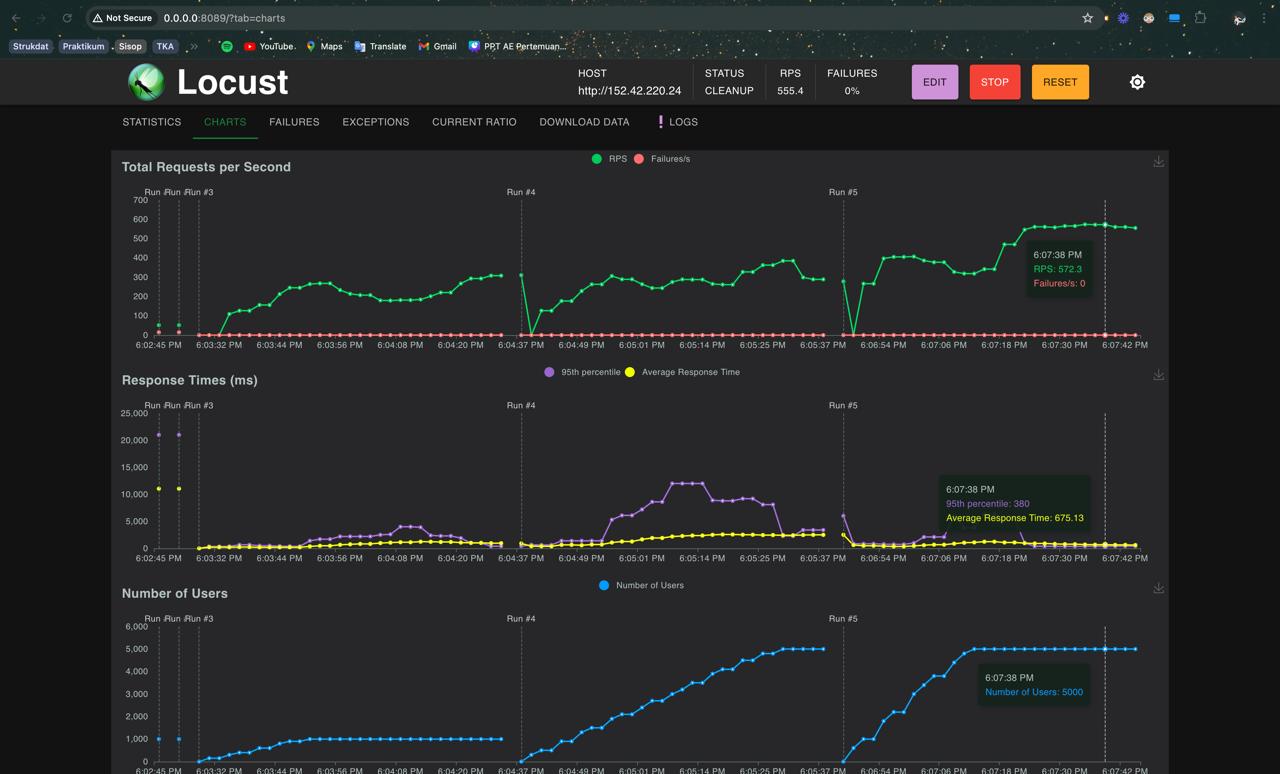 Not Secure 0.0.0.0:8089/?tab=charts
Strukdat Praktikum Sisop TKA YouTube Maps Translate Gmail PPT AE Pertemuan...
Locust
HOST
http://152.42.220.24
STATUS
CLEANUP
RPS
555.4
FAILURES
0%
EDIT STOP RESET
STATISTICS CHARTS FAILURES EXCEPTIONS CURRENT RATIO DOWNLOAD DATA LOGS
Total Requests per Second
RPS Failures/s
Run Run Run #3 Run #4 Run #5
700
600
500
400
300
200
100
0
6:07:38 PM
RPS: 572.3
Failures/s: 0
6:02:45 PM 6:03:32 PM 6:03:44 PM 6:03:56 PM 6:04:08 PM 6:04:20 PM 6:04:37 PM 6:04:49 PM 6:05:01 PM 6:05:14 PM 6:05:25 PM 6:05:37 PM 6:06:54 PM 6:07:06 PM 6:07:18 PM 6:07:30 PM 6:07:42 PM
Response Times (ms)
95th percentile Average Response Time
Run Run Run #3 Run #4 Run #5
25,000
20,000
15,000
10,000
5,000
0
6:07:38 PM
95th percentile: 380
Average Response Time: 675.13
6:02:45 PM 6:03:32 PM 6:03:44 PM 6:03:56 PM 6:04:08 PM 6:04:20 PM 6:04:37 PM 6:04:49 PM 6:05:01 PM 6:05:14 PM 6:05:25 PM 6:05:37 PM 6:06:54 PM 6:07:06 PM 6:07:18 PM 6:07:30 PM 6:07:42 PM
Number of Users
Number of Users
Run Run Run #3 Run #4 Run #5
6,000
5,000
4,000
3,000
2,000
1,000
0
6:07:38 PM
Number of Users: 5000
6:02:45 PM 6:03:32 PM 6:03:44 PM 6:03:56 PM 6:04:08 PM 6:04:20 PM 6:04:37 PM 6:04:49 PM 6:05:01 PM 6:05:14 PM 6:05:25 PM 6:05:37 PM 6:06:54 PM 6:07:06 PM 6:07:18 PM 6:07:30 PM 6:07:42 PM